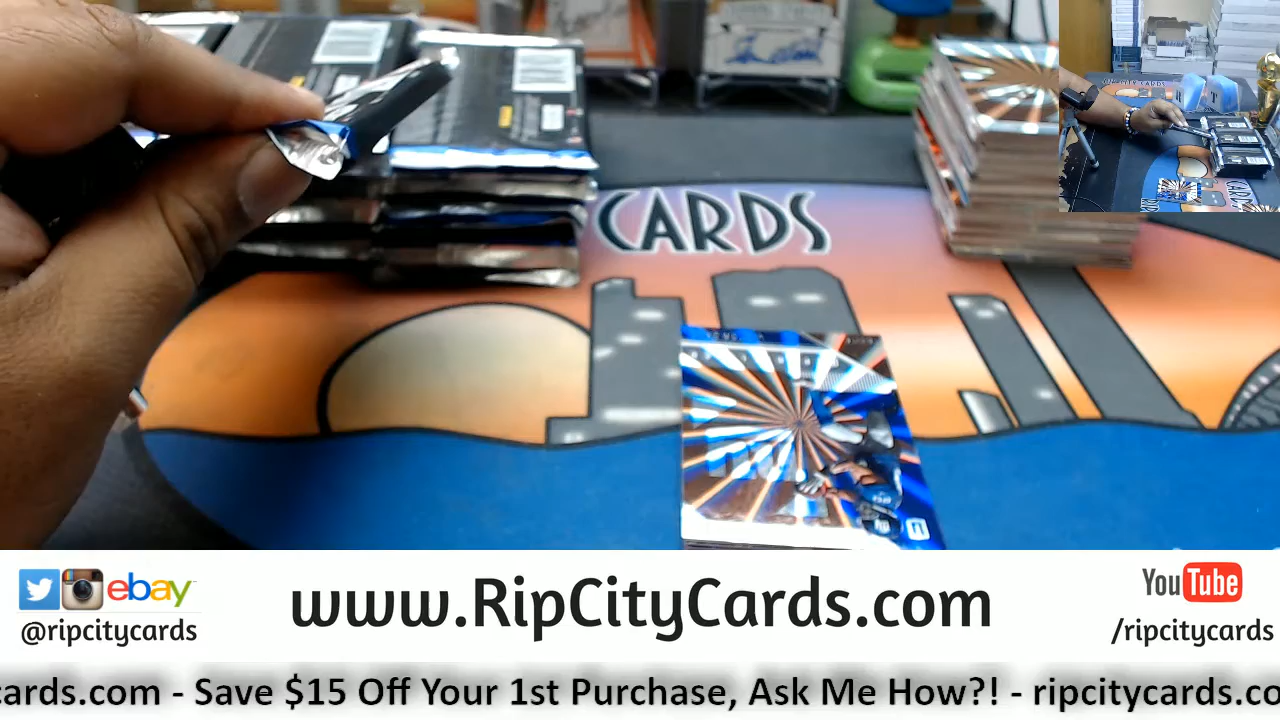 CARDS
ebay
@ripcitycards
www.RipCityCards.com
YouTube
/ripcitycards
cards.com - Save $15 Off Your 1st Purchase, Ask Me How?! - ripcitycards.co